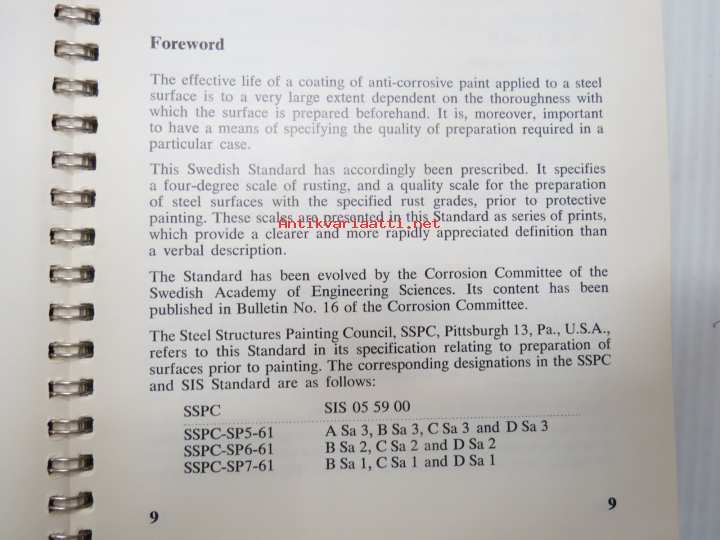 Foreword
The effective life of a coating of anti-corrosive paint applied to a steel
surface is to a very large extent dependent on the thoroughness with
which the surface is prepared beforehand. It is, moreover, important
to have a means of specifying the quality of preparation required in a
particular case.
This Swedish Standard has accordingly been prescribed. It specifies
a four-degree scale of rusting, and a quality scale for the preparation
of steel surfaces with the specified rust grades, prior to protective
painting. These scales are presented in this Standard as series of prints,
Antikvariaatti.net
which provide a clearer and more rapidly appreciated definition than
a verbal description.
The Standard has been evolved by the Corrosion Committee of the
Swedish Academy of Engineering Sciences. Its content has been
published in Bulletin No. 16 of the Corrosion Committee.
The Steel Structures Painting Council, SSPC, Pittsburgh 13, Pa., U.S.A.,
refers to this Standard in its specification relating to preparation of
surfaces prior to painting. The corresponding designations in the SSPC
and SIS Standard are as follows:
SSPC SIS 05 59 00
SSPC-SP5-61 A Sa 3, B Sa 3, C Sa 3 and D Sa 3
SSPC-SP6-61 B Sa 2, C Sa 2 and D Sa 2
SSPC-SP7-61 B Sa 1, C Sa 1 and D Sa 1
9 9